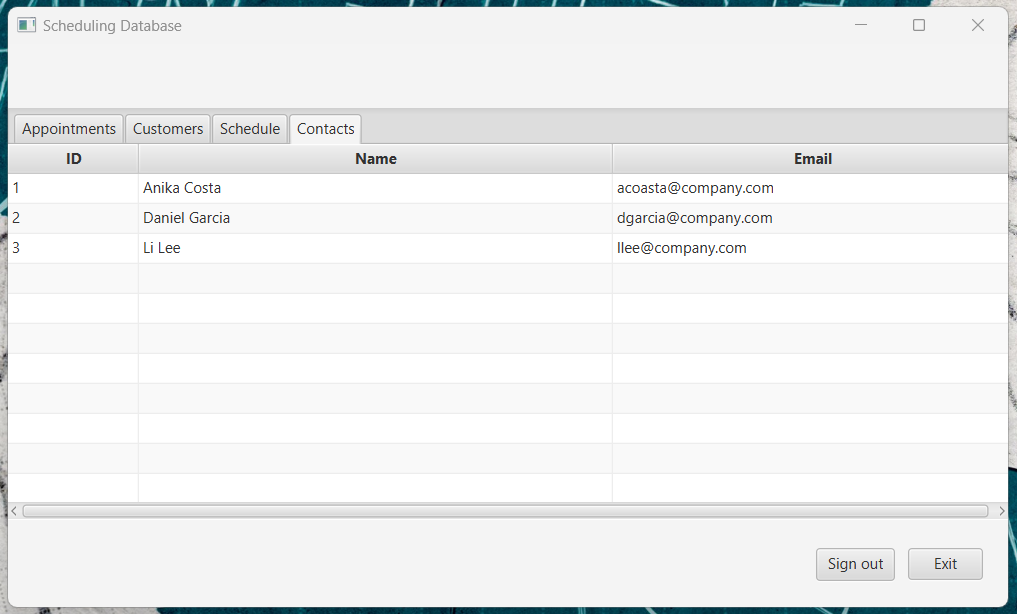 Scheduling Database
Appointments Customers Schedule Contacts
ID Name Email
1 Anika Costa acoasta@company.com
2 Daniel Garcia dgarcia@company.com
3 Li Lee llee@company.com
Sign out Exit